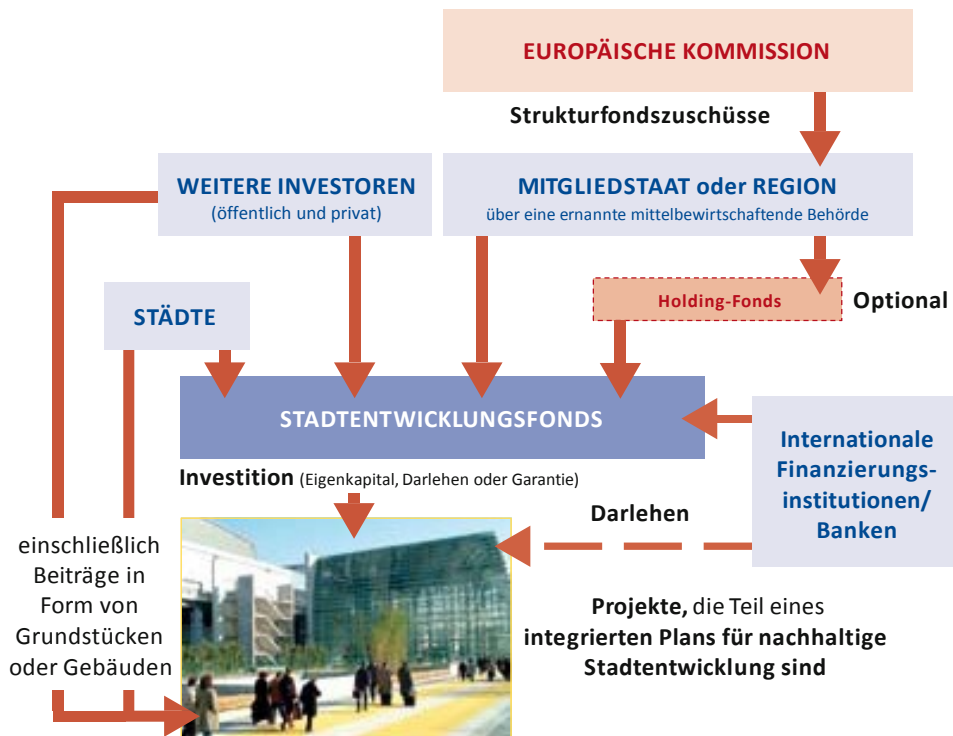 EUROPÄISCHE KOMMISSION
Strukturfondszuschüsse
WEITERE INVESTOREN
(öffentlich und privat)
MITGLIEDSTAAT oder REGION
über eine ernannte mittelbewirtschaftende Behörde
Holding-Fonds
Optional
STÄDTE
STADTENTWICKLUNGSFONDS
Internationale
Finanzierungs-
institutionen/
Banken
Investition (Eigenkapital, Darlehen oder Garantie)
Darlehen
einschließlich
Beiträge in
Form von
Grundstücken
oder Gebäuden
Projekte, die Teil eines
integrierten Plans für nachhaltige
Stadtentwicklung sind